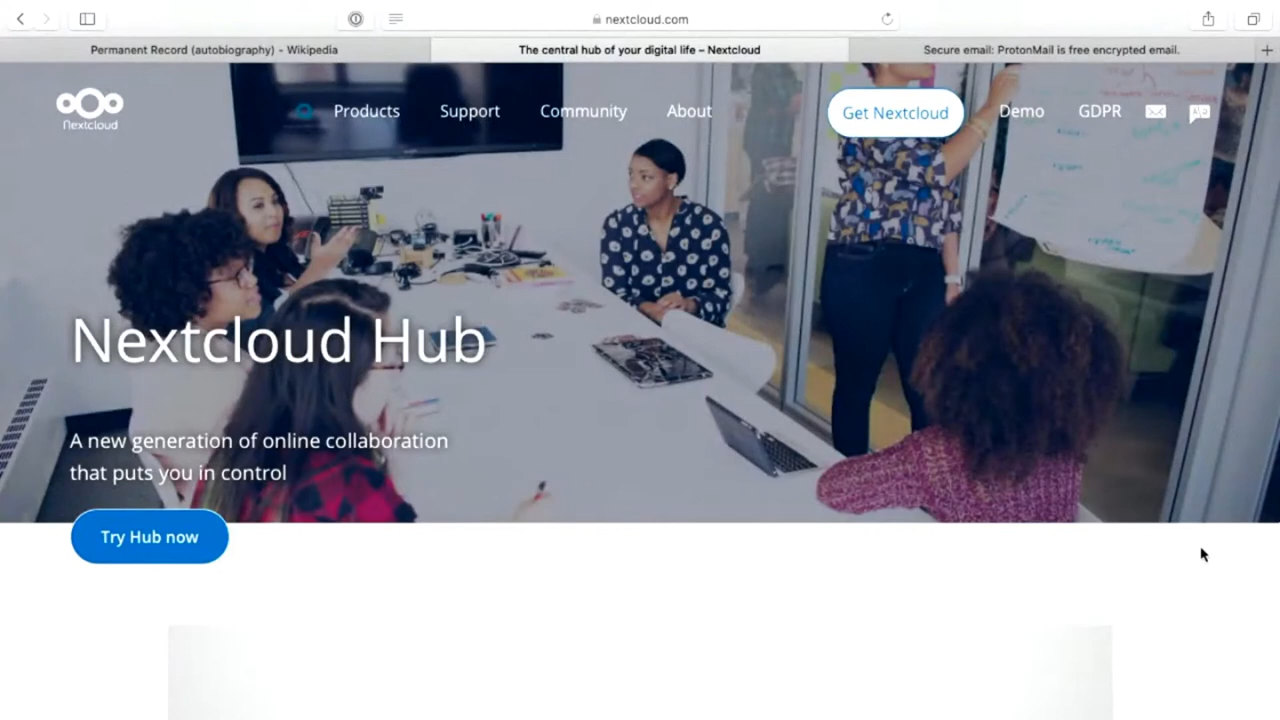 nextcloud.com
Permanent Record (autobiography) - Wikipedia
The central hub of your digital life – Nextcloud
Secure email: ProtonMail is free encrypted email.
Nextcloud
Products
Support
Community
About
Get Nextcloud
Demo
GDPR
Nextcloud Hub
A new generation of online collaboration
that puts you in control
Try Hub now